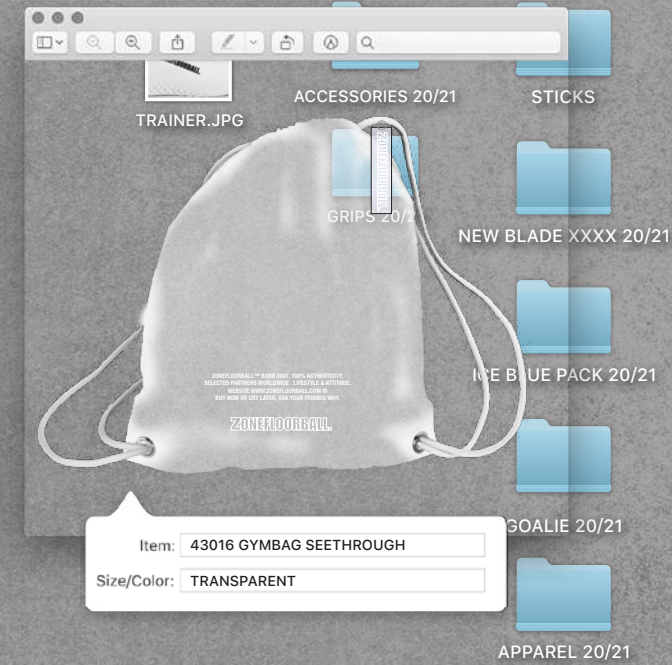 TRAINER.JPG
ACCESSORIES 20/21
STICKS
GRIPS 20/2
NEW BLADE XXXX 20/21
ICE BLUE PACK 20/21
ZONEFLOORBALL™ BORN 2001. 100% AUTHENTICITY.
SELECTED PARTNERS WORLDWIDE . LIFESTYLE & ATTITUDE.
WEBSITE WWW.ZONEFLOORBALL.COM ©
BUY NOW OR CRY LATER, ASK YOUR FRIENDS WHY.
ZONEFLOORBALL.
GOALIE 20/21
Item: 43016 GYMBAG SEETHROUGH
Size/Color: TRANSPARENT
APPAREL 20/21